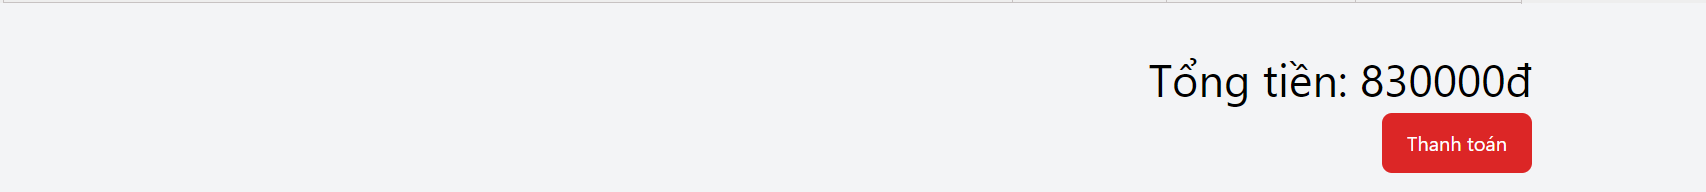 Tổng tiền: 830000đ
Thanh toán